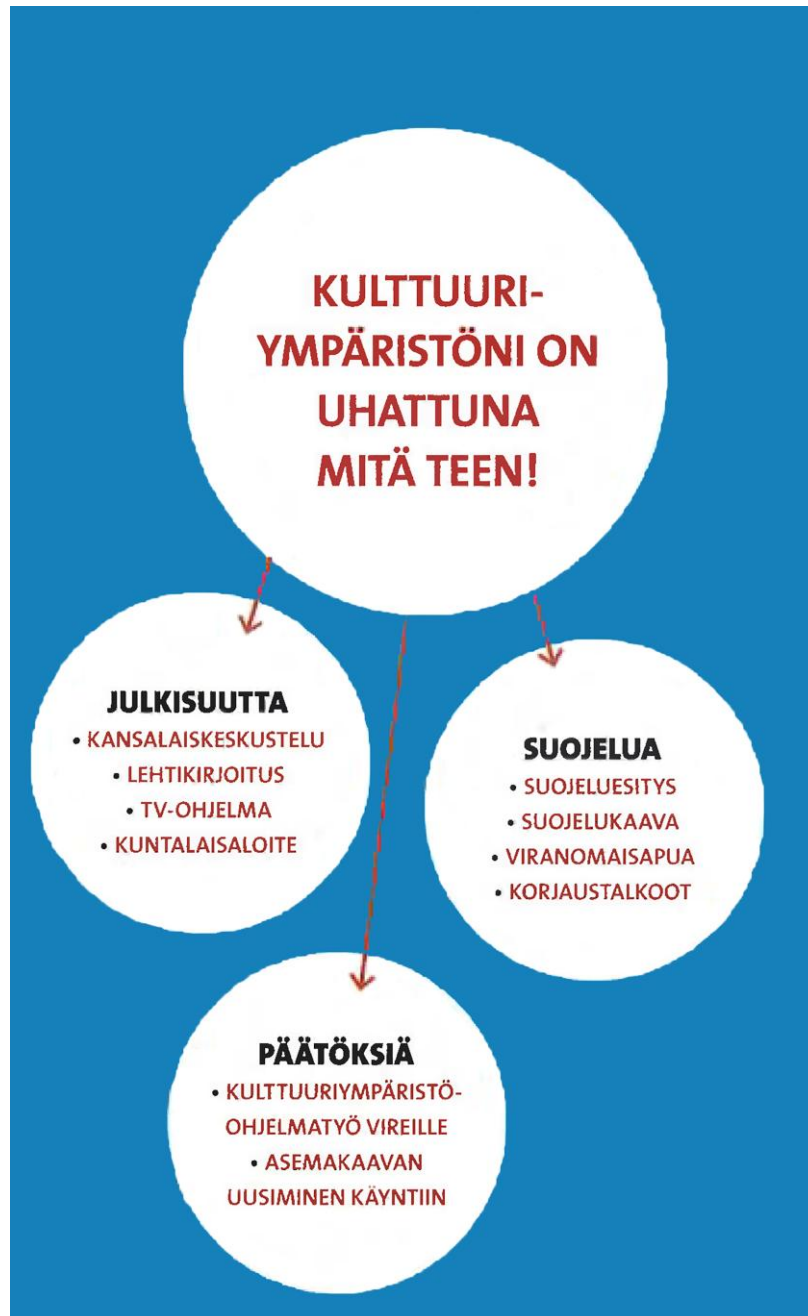 KULTTUURI-
YMPÄRISTÖNI ON
UHATTUNA
MITÄ TEEN!
JULKISUUTTA
• KANSALAISKESKUSTELU
• LEHTIKIRJOITUS
• TV-OHJELMA
• KUNTALAISALOITE
SUOJELUA
• SUOJELUESITYS
• SUOJELUKAAVA
• VIRANOMAISAPUA
• KORJAUSTALKOOT
PÄÄTÖKSIÄ
• KULTTUURIYMPÄRISTÖ-
OHJELMATYÖ VIREILLE
• ASEMAKAAVAN
UUSIMINEN KÄYNTIIN